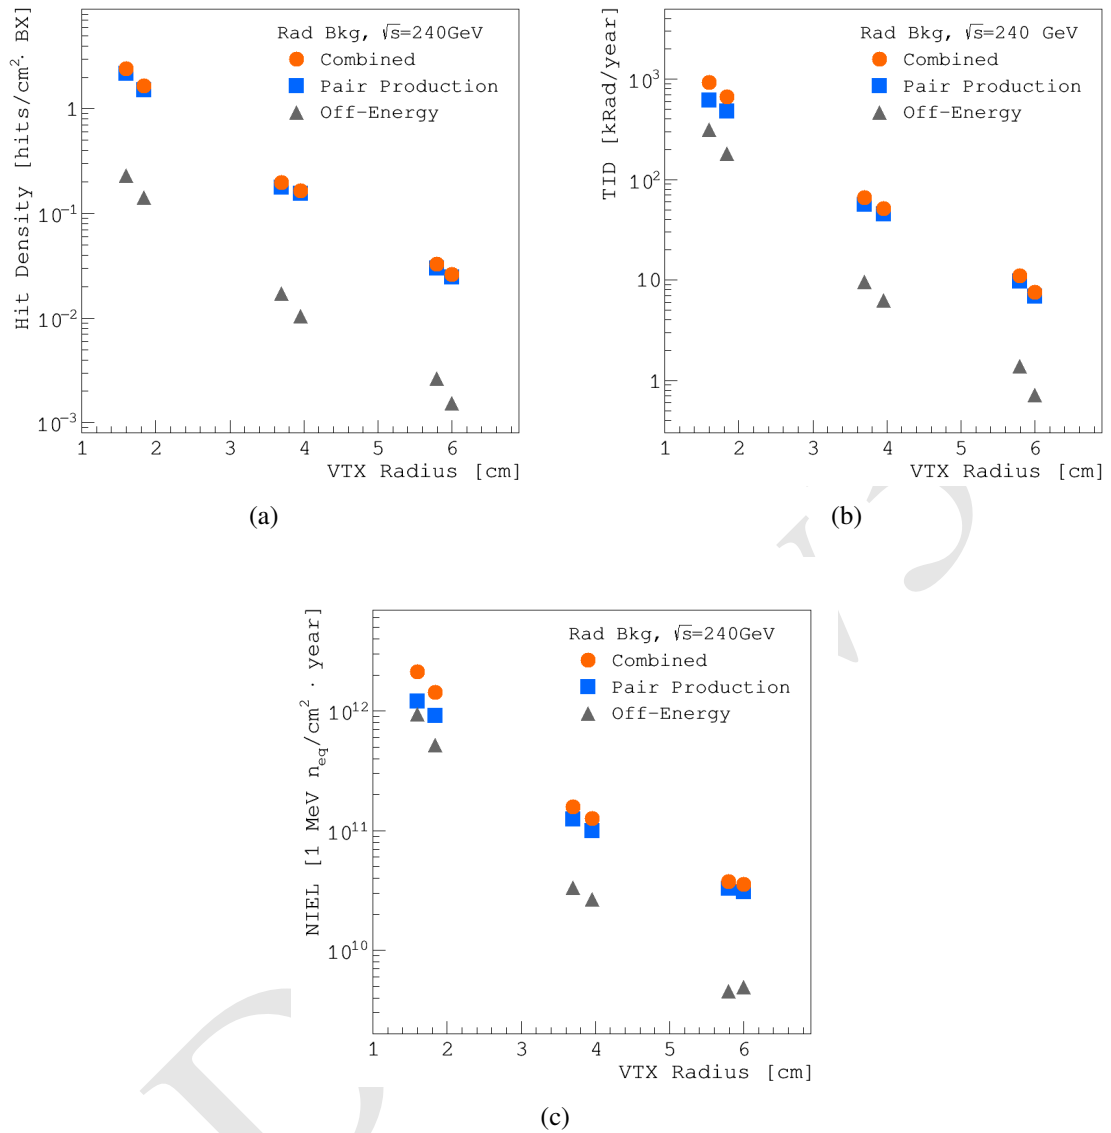 Hit Density [hits/cm²· BX]
Rad Bkg, √s=240GeV
Combined
Pair Production
Off-Energy
1
10⁻¹
10⁻²
10⁻³
1 2 3 4 5 6
VTX Radius [cm]
(a)
TID [kRad/year]
Rad Bkg, √s=240 GeV
Combined
Pair Production
Off-Energy
10³
10²
10
1
1 2 3 4 5 6
VTX Radius [cm]
(b)
NIEL [1 MeV n_eq/cm² · year]
Rad Bkg, √s=240GeV
Combined
Pair Production
Off-Energy
10¹²
10¹¹
10¹⁰
1 2 3 4 5 6
VTX Radius [cm]
(c)